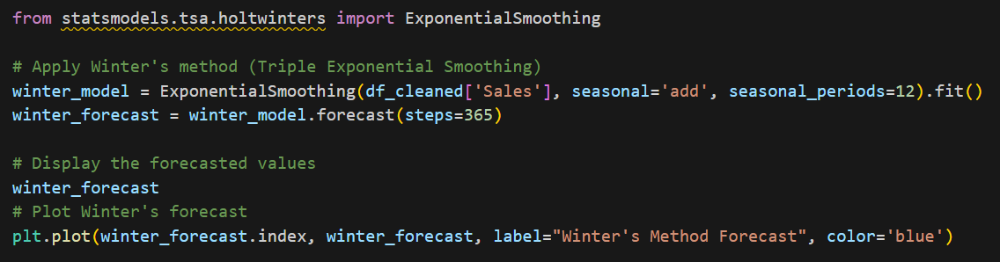 from statsmodels.tsa.holtwinters import ExponentialSmoothing
# Apply Winter's method (Triple Exponential Smoothing)
winter_model = ExponentialSmoothing(df_cleaned['Sales'], seasonal='add', seasonal_periods=12).fit()
winter_forecast = winter_model.forecast(steps=365)
# Display the forecasted values
winter_forecast
# Plot Winter's forecast
plt.plot(winter_forecast.index, winter_forecast, label="Winter's Method Forecast", color='blue')